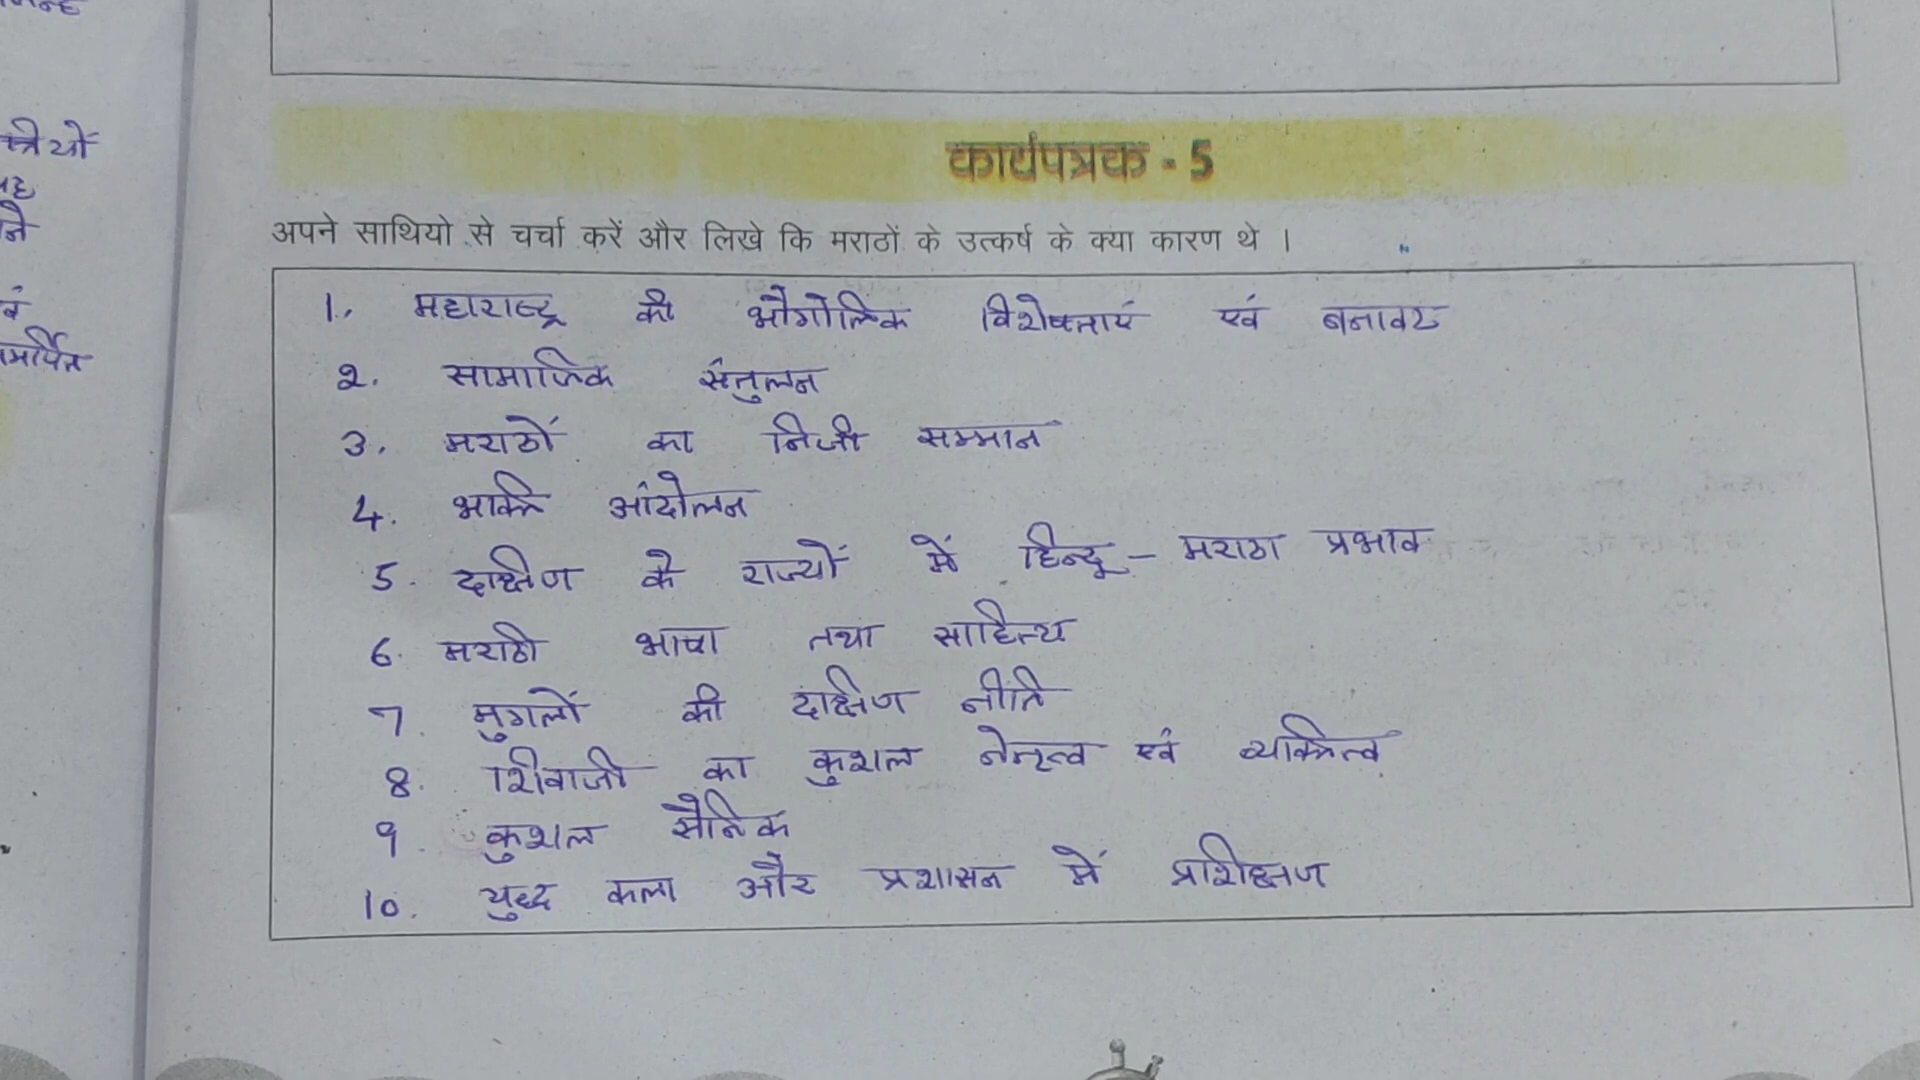 त्रियों
ने
कार्यपत्रक - 5
अपने साथियो से चर्चा करें और लिखे कि मराठों के उत्कर्ष के क्या कारण थे ।
1. महाराष्ट्र की भौगोलिक विशेषताएं एवं बनावट
2. सामाजिक संतुलन
3. मराठों का निजी सम्मान
4. भक्ति आंदोलन
5. दक्षिण के राज्यों में हिन्दू - मराठा प्रभाव
6. मराठी भाषा तथा साहित्य
7. मुगलों की दक्षिण नीति
8. शिवाजी का कुशल नेतृत्व एवं व्यक्तित्व
9. कुशल सैनिक
10. युद्ध कला और प्रशासन में प्रशिक्षण